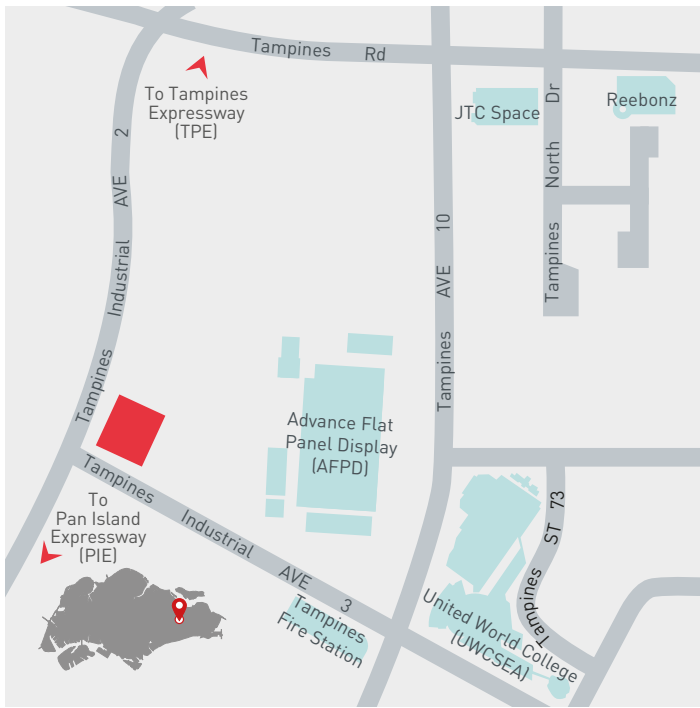 Tampines Rd
To Tampines
Expressway
(TPE)
JTC Space
Reebonz
Tampines North Dr
Tampines Industrial AVE 2
Tampines AVE 10
Advance Flat
Panel Display
(AFPD)
Tampines Industrial AVE 3
To
Pan Island
Expressway
(PIE)
Tampines ST 73
Tampines
Fire Station
United World College
(UWCSEA)